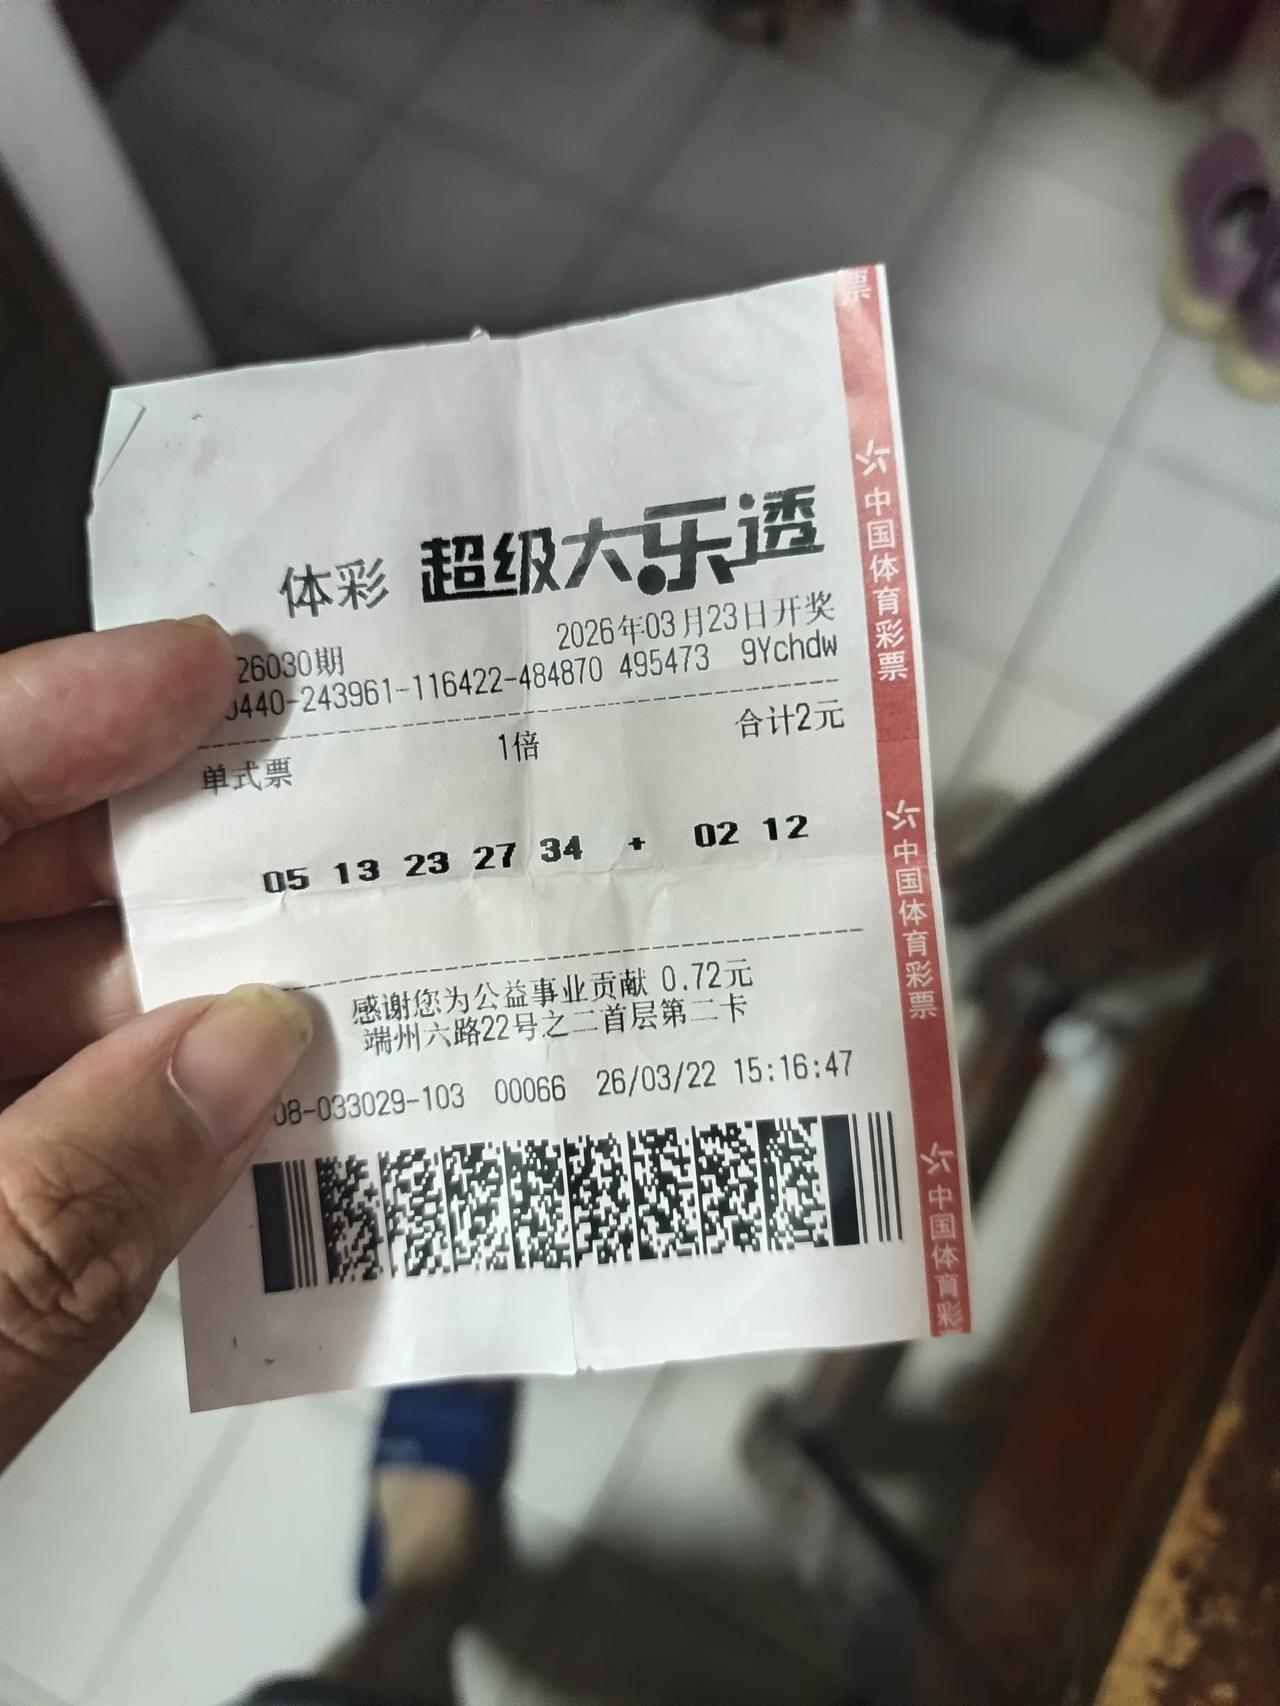 票
体彩 超级大乐透
26030期 2026年03月23日开奖
0440-243961-116422-484870 495473 9Ychdw
单式票 1倍 合计2元
05 13 23 27 34 + 02 12
感谢您为公益事业贡献 0.72元
端州六路22号之二首层第二卡
08-033029-103 00066 26/03/22 15:16:47
中国体育彩票
中国体育彩票
中国体育彩票